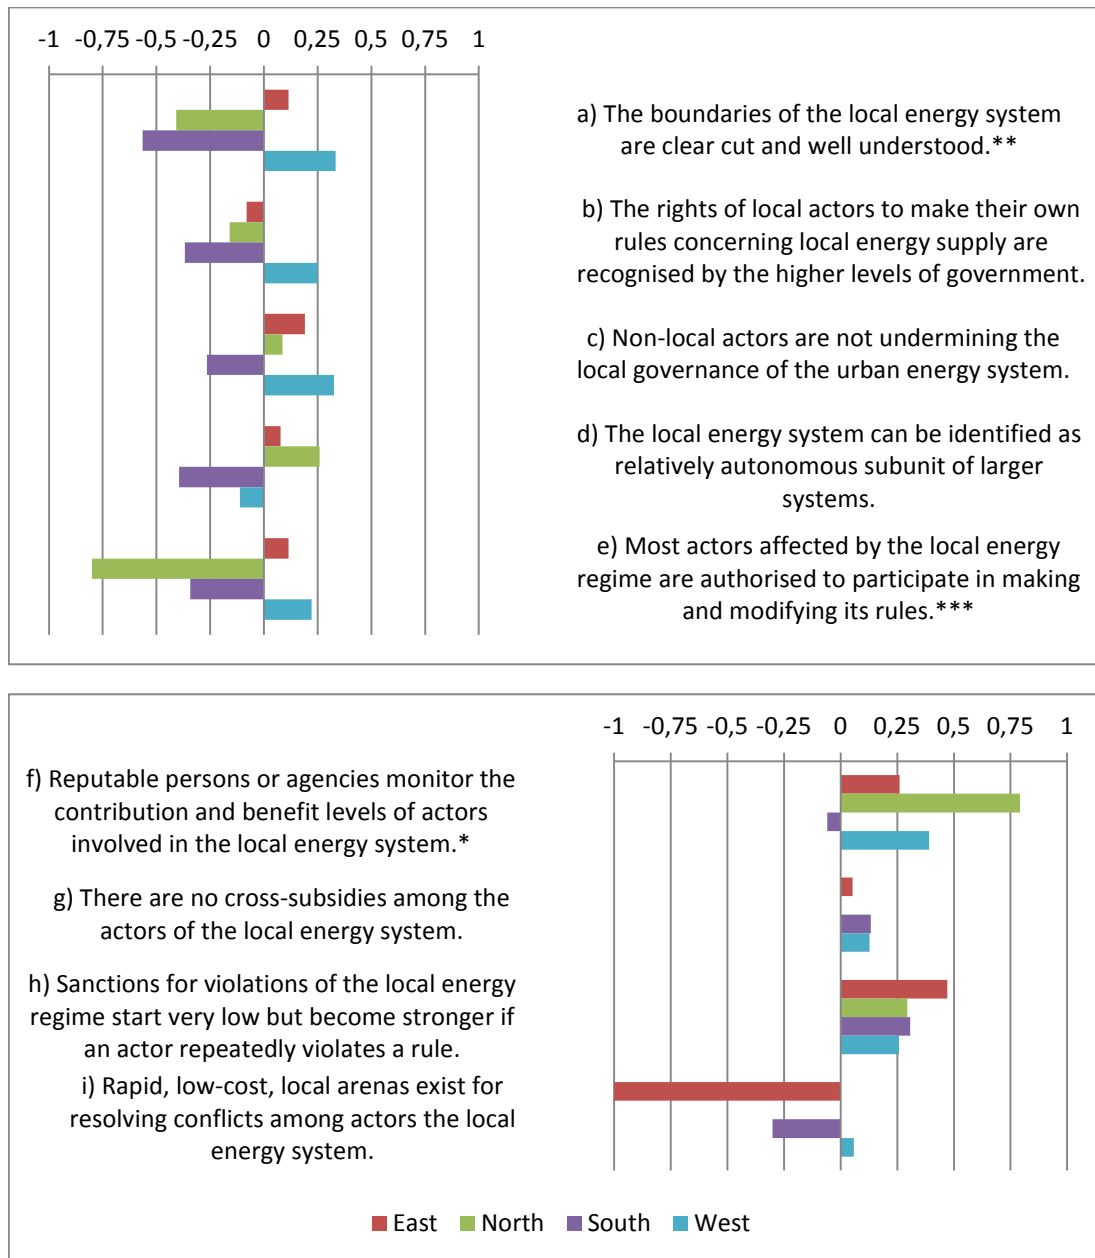 -1 -0,75 -0,5 -0,25 0 0,25 0,5 0,75 1
a) The boundaries of the local energy system
are clear cut and well understood.**
b) The rights of local actors to make their own
rules concerning local energy supply are
recognised by the higher levels of government.
c) Non-local actors are not undermining the
local governance of the urban energy system.
d) The local energy system can be identified as
relatively autonomous subunit of larger
systems.
e) Most actors affected by the local energy
regime are authorised to participate in making
and modifying its rules.***
-1 -0,75 -0,5 -0,25 0 0,25 0,5 0,75 1
f) Reputable persons or agencies monitor the
contribution and benefit levels of actors
involved in the local energy system.*
g) There are no cross-subsidies among the
actors of the local energy system.
h) Sanctions for violations of the local energy
regime start very low but become stronger if
an actor repeatedly violates a rule.
i) Rapid, low-cost, local arenas exist for
resolving conflicts among actors the local
energy system.
East North South West